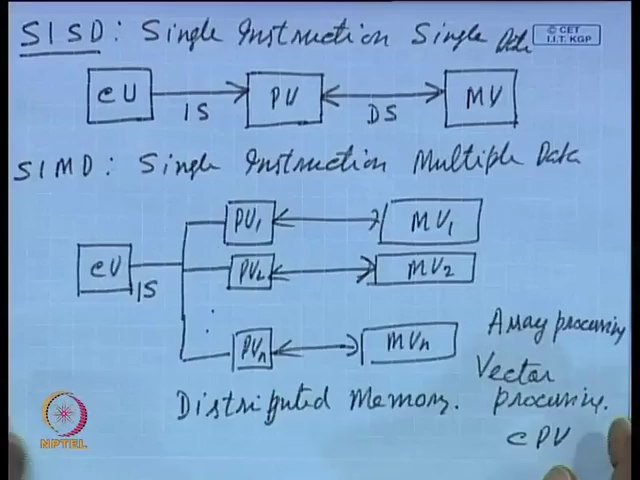 SISD: Single Instruction Single Data
© CET
I.I.T. KGP
CU IS PU DS MU
SIMD: Single Instruction Multiple Data
PU1 MU1
CU IS PU2 MU2
PUn MUn
Array processing
Vector processing.
Distributed Memory.
CPU
NPTEL